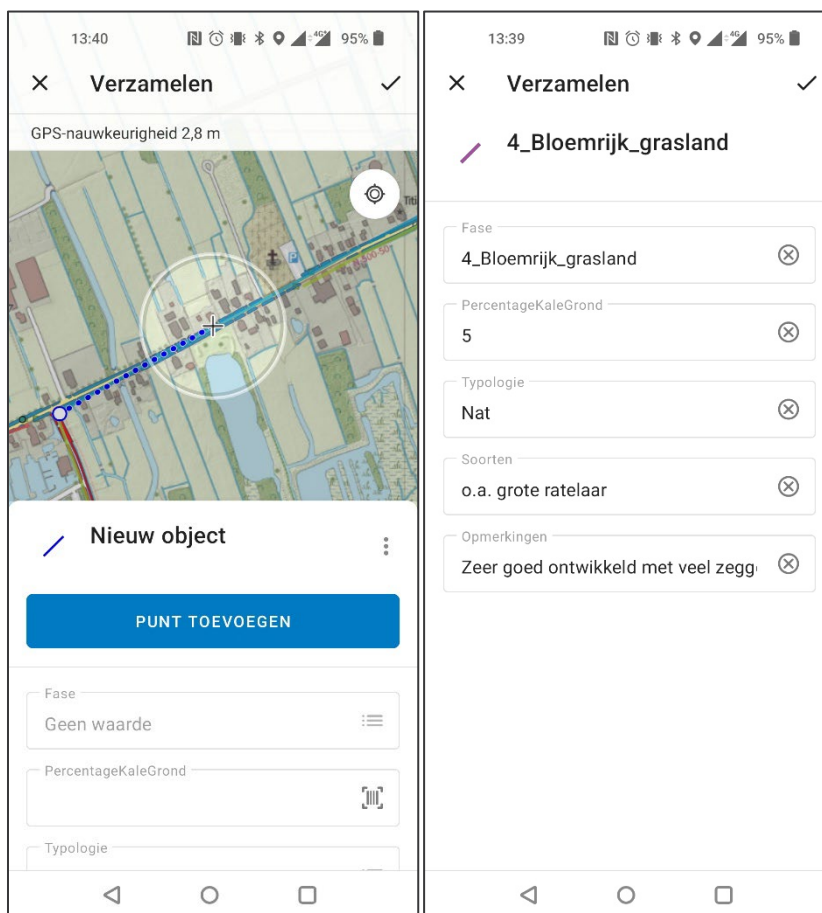 13:40
4G+
95%
Verzamelen
GPS-nauwkeurigheid 2,8 m
Nieuw object
PUNT TOEVOEGEN
Fase
Geen waarde
PercentageKaleGrond
Typologie
13:39
4G
95%
Verzamelen
4_Bloemrijk_grasland
Fase
4_Bloemrijk_grasland
PercentageKaleGrond
5
Typologie
Nat
Soorten
o.a. grote ratelaar
Opmerkingen
Zeer goed ontwikkeld met veel zegg